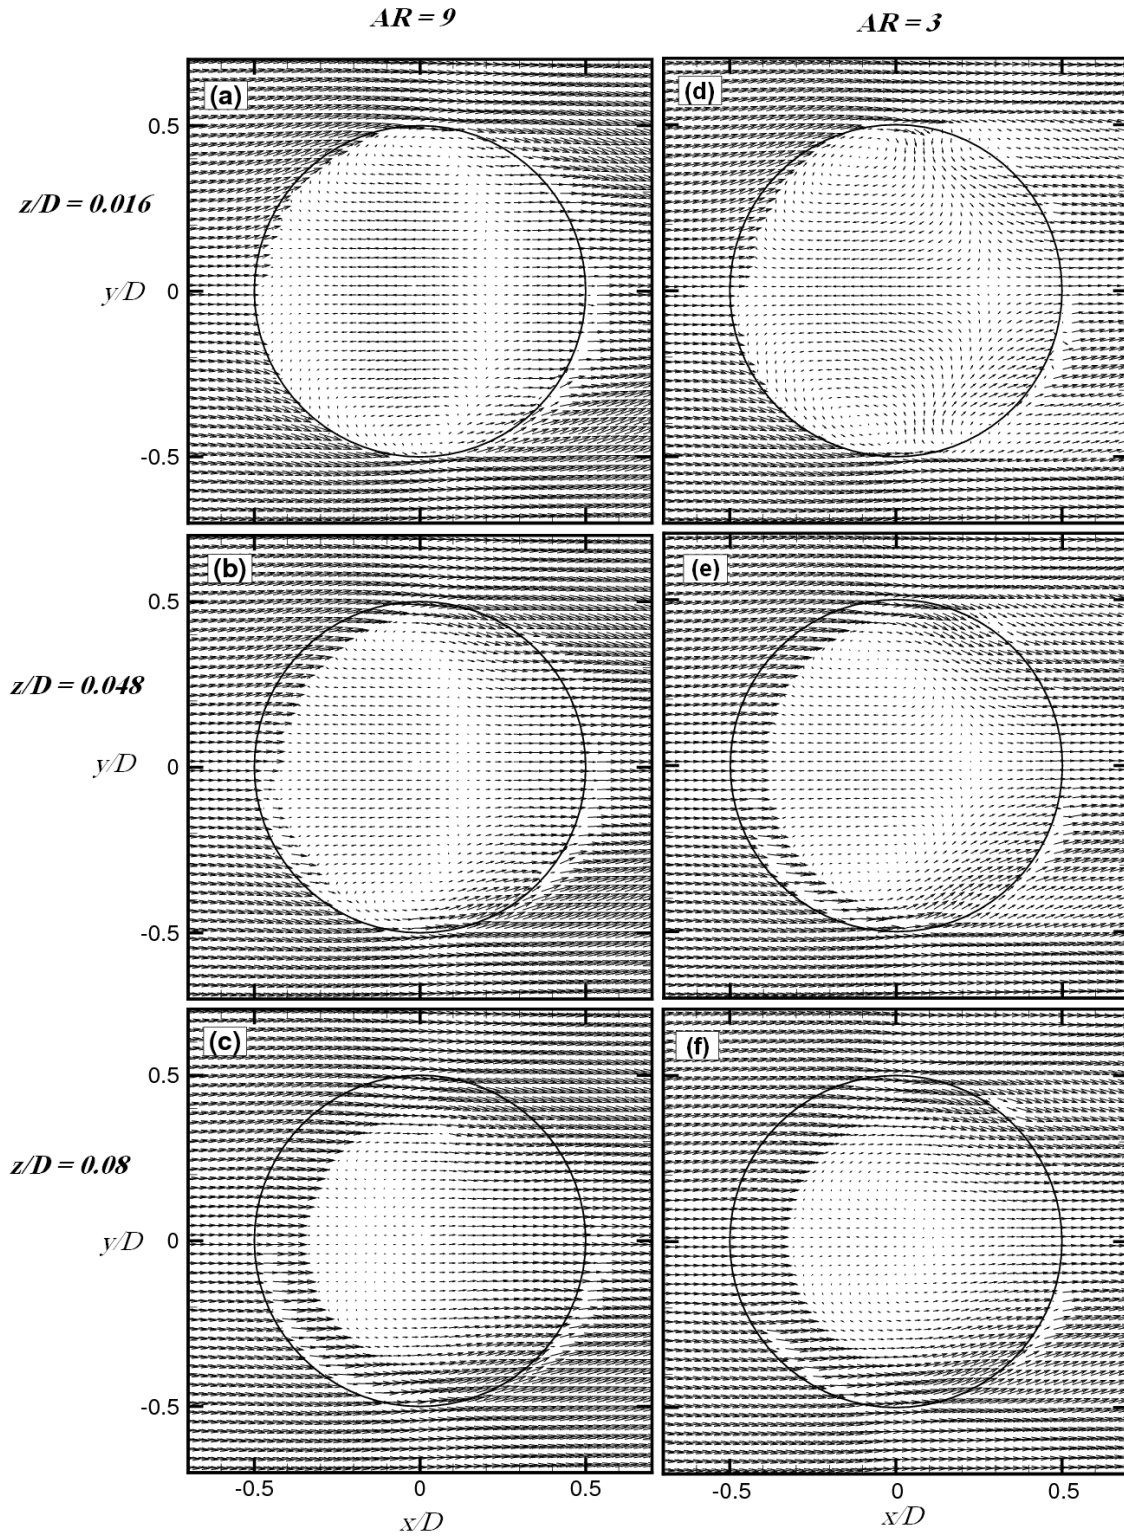 AR = 9
AR = 3
(a)
(d)
0.5
z/D = 0.016
y/D
0
-0.5
(b)
(e)
0.5
z/D = 0.048
y/D
0
-0.5
(c)
(f)
0.5
z/D = 0.08
y/D
0
-0.5
-0.5 0 0.5
-0.5 0 0.5
x/D
x/D